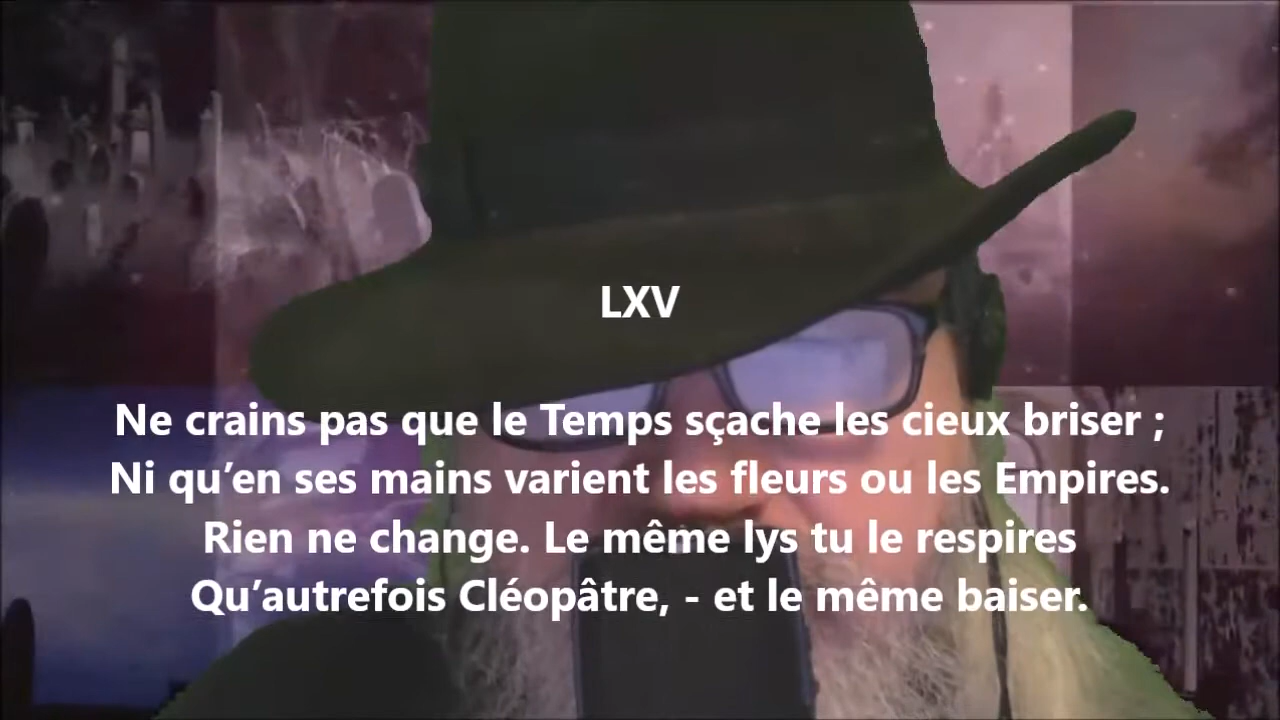 LXV
Ne crains pas que le Temps sçache les cieux briser ;
Ni qu’en ses mains varient les fleurs ou les Empires.
Rien ne change. Le même lys tu le respires
Qu’autrefois Cléopâtre, - et le même baiser.